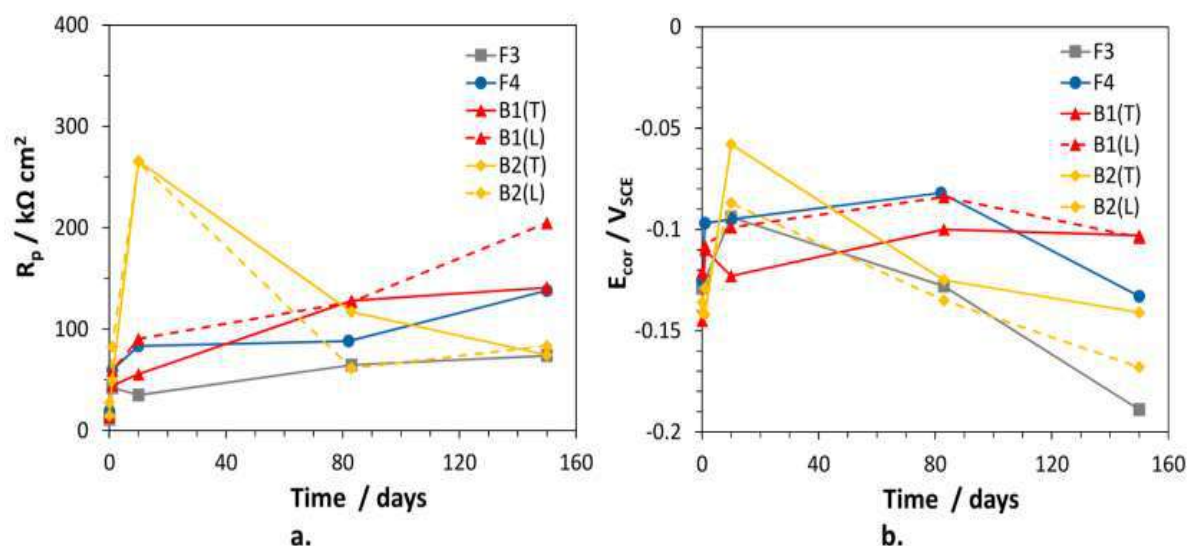 400
300
200
100
0
0
40
80
120
160
Rp / kΩ cm²
Time / days
F3
F4
B1(T)
B1(L)
B2(T)
B2(L)
a.
0
-0.05
-0.1
-0.15
-0.2
0
40
80
120
160
Ecor / VSCE
Time / days
F3
F4
B1(T)
B1(L)
B2(T)
B2(L)
b.